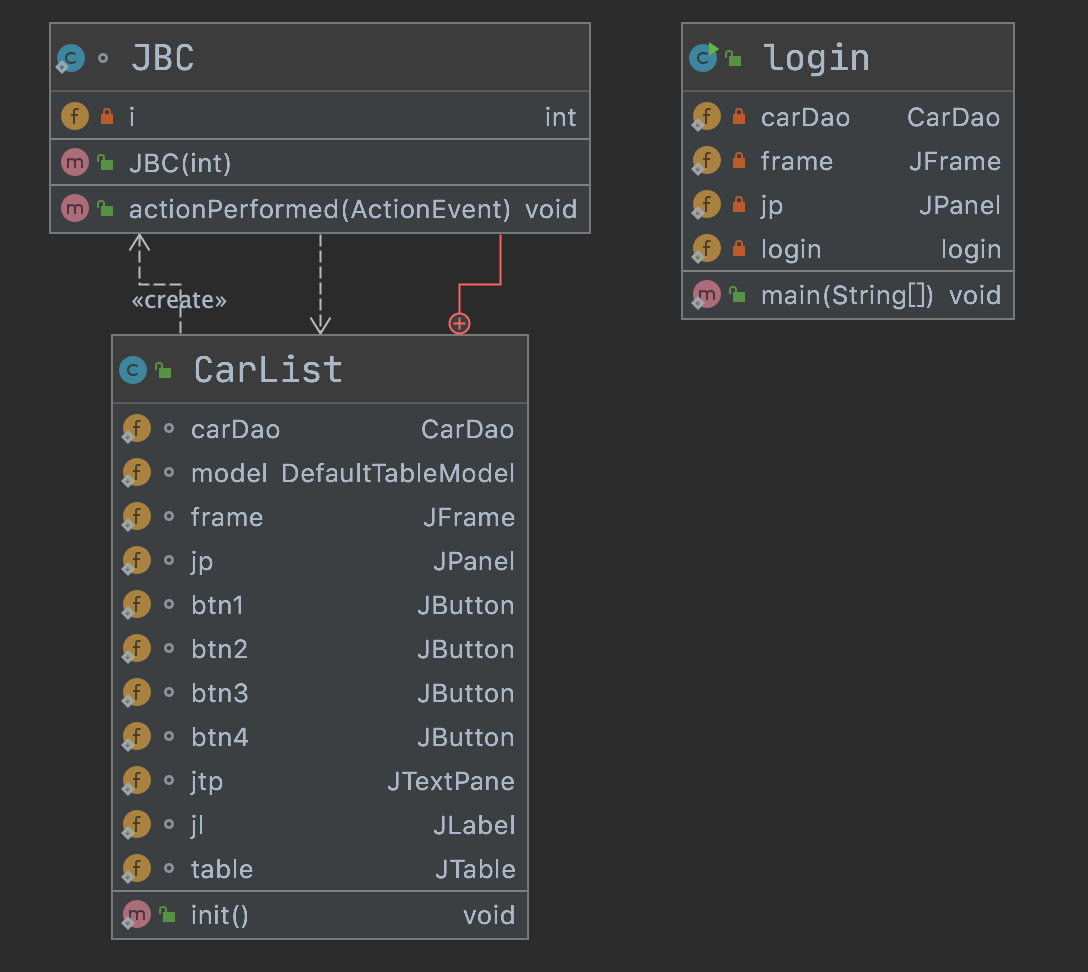 JBC
i int
JBC(int)
actionPerformed(ActionEvent) void
«create»
CarList
carDao CarDao
model DefaultTableModel
frame JFrame
jp JPanel
btn1 JButton
btn2 JButton
btn3 JButton
btn4 JButton
jtp JTextPane
jl JLabel
table JTable
init() void
login
carDao CarDao
frame JFrame
jp JPanel
login login
main(String[]) void